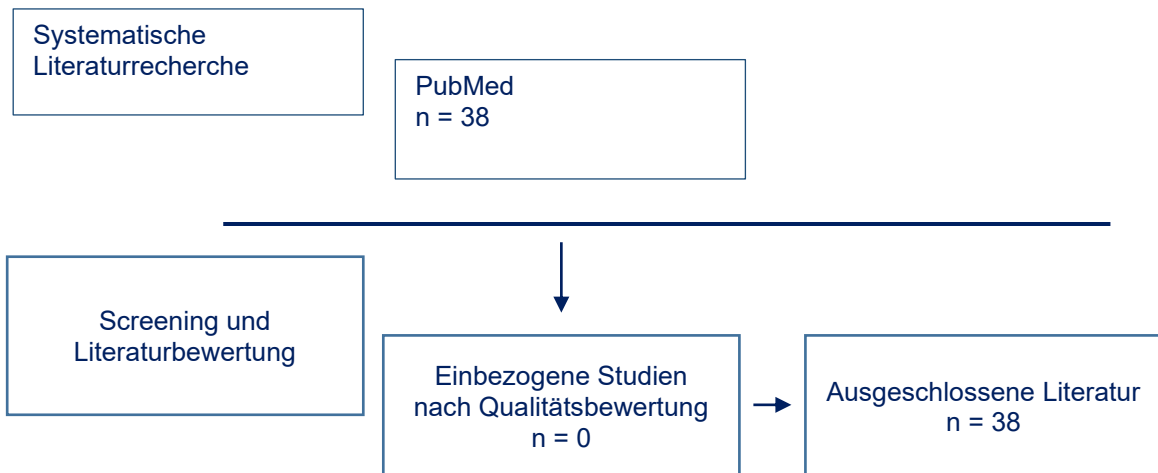 Systematische
Literaturrecherche
PubMed
n = 38
Screening und
Literaturbewertung
Einbezogene Studien
nach Qualitätsbewertung
n = 0
Ausgeschlossene Literatur
n = 38